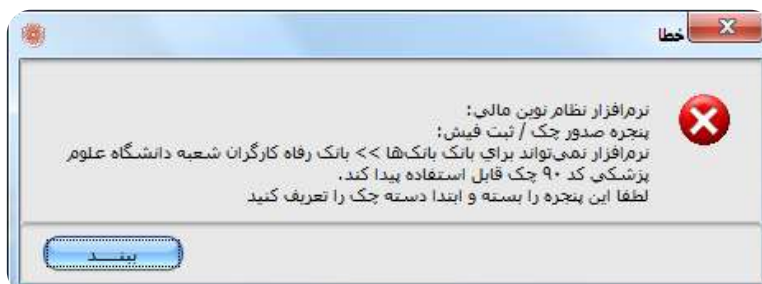 خطا
نرم‌افزار نظام نوین مالی:
پنجره صدور چک / ثبت فیش:
نرم‌افزار نمی‌تواند برای بانک بانک‌ها >> بانک رفاه کارگران شعبه دانشگاه علوم
پزشکی کد ۹۰ چک قابل استفاده پیدا کند.
لطفا این پنجره را بسته و ابتدا دسته چک را تعریف کنید
ببنـــد